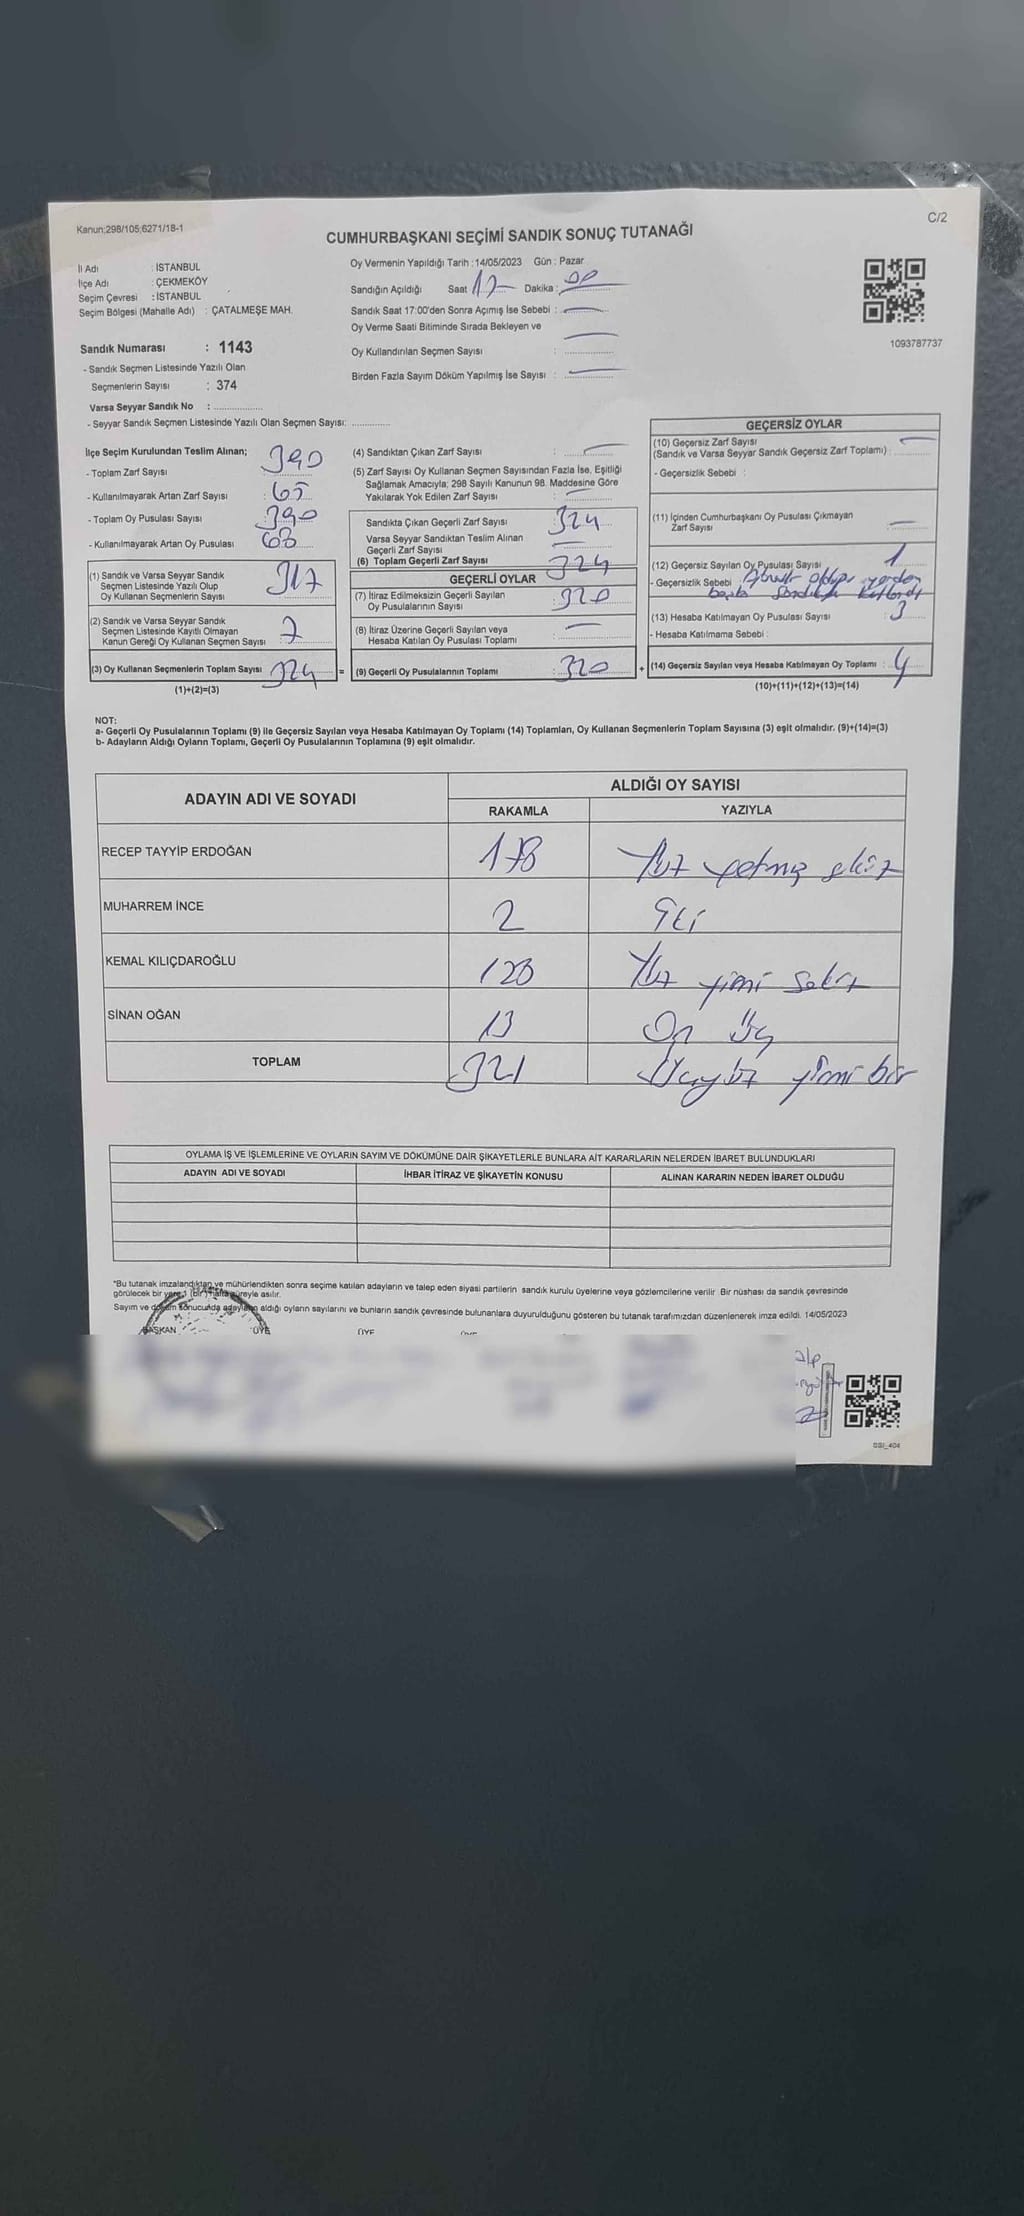 Kanun;298/105;6271/18-1
C/2
CUMHURBAŞKANI SEÇİMİ SANDIK SONUÇ TUTANAĞI
İl Adı : İSTANBUL
İlçe Adı : ÇEKMEKÖY
Seçim Çevresi : İSTANBUL
Seçim Bölgesi (Mahalle Adı) : ÇATALMEŞE MAH.
Sandık Numarası : 1143
- Sandık Seçmen Listesinde Yazılı Olan
Seçmenlerin Sayısı : 374
Varsa Seyyar Sandık No : ................
- Seyyar Sandık Seçmen Listesinde Yazılı Olan Seçmen Sayısı: ............
Oy Vermenin Yapıldığı Tarih : 14/05/2023 Gün : Pazar
Sandığın Açıldığı Saat 17 Dakika : 00
Sandık Saat 17:00'den Sonra Açımış İse Sebebi : —
Oy Verme Saati Bitiminde Sırada Bekleyen ve
Oy Kullandırılan Seçmen Sayısı : —
Birden Fazla Sayım Döküm Yapılmış İse Sayısı : —
1093787737
İlçe Seçim Kurulundan Teslim Alınan;
- Toplam Zarf Sayısı 390
- Kullanılmayarak Artan Zarf Sayısı : 65
- Toplam Oy Pusulası Sayısı : 390
- Kullanılmayarak Artan Oy Pusulası : 63
(1) Sandık ve Varsa Seyyar Sandık
Seçmen Listesinde Yazılı Olup
Oy Kullanan Seçmenlerin Sayısı 317
(2) Sandık ve Varsa Seyyar Sandık
Seçmen Listesinde Kayıtlı Olmayan
Kanun Gereği Oy Kullanan Seçmen Sayısı : 7
(3) Oy Kullanan Seçmenlerin Toplam Sayısı : 324 =
(1)+(2)=(3)
(4) Sandıktan Çıkan Zarf Sayısı : —
(5) Zarf Sayısı Oy Kullanan Seçmen Sayısından Fazla İse, Eşitliği
Sağlamak Amacıyla; 298 Sayılı Kanunun 98. Maddesine Göre
Yakılarak Yok Edilen Zarf Sayısı : —
Sandıkta Çıkan Geçerli Zarf Sayısı 324
Varsa Seyyar Sandıktan Teslim Alınan
Geçerli Zarf Sayısı —
(6) Toplam Geçerli Zarf Sayısı 324
GEÇERLİ OYLAR
(7) İtiraz Edilmeksizin Geçerli Sayılan
Oy Pusulalarının Sayısı : 320
(8) İtiraz Üzerine Geçerli Sayılan veya
Hesaba Katılan Oy Pusulası Toplamı : —
(9) Geçerli Oy Pusulalarının Toplamı : 320 +
GEÇERSİZ OYLAR
(10) Geçersiz Zarf Sayısı —
(Sandık ve Varsa Seyyar Sandık Geçersiz Zarf Toplamı) :
- Geçersizlik Sebebi :
(11) İçinden Cumhurbaşkanı Oy Pusulası Çıkmayan
Zarf Sayısı : —
(12) Geçersiz Sayılan Oy Pusulası Sayısı : 1
- Geçersizlik Sebebi : olduğu yerden
başka sandıkta
(13) Hesaba Katılmayan Oy Pusulası Sayısı : 3
- Hesaba Katılmama Sebebi :
(14) Geçersiz Sayılan veya Hesaba Katılmayan Oy Toplamı : 4
(10)+(11)+(12)+(13)=(14)
NOT:
a- Geçerli Oy Pusulalarının Toplamı (9) ile Geçersiz Sayılan veya Hesaba Katılmayan Oy Toplamı (14) Toplamları, Oy Kullanan Seçmenlerin Toplam Sayısına (3) eşit olmalıdır. (9)+(14)=(3)
b- Adayların Aldığı Oyların Toplamı, Geçerli Oy Pusulalarının Toplamına (9) eşit olmalıdır.
ADAYIN ADI VE SOYADI
ALDIĞI OY SAYISI
RAKAMLA YAZIYLA
RECEP TAYYİP ERDOĞAN 178 Yüz yetmiş sekiz
MUHARREM İNCE 2 İki
KEMAL KILIÇDAROĞLU 128 Yüz yirmi sekiz
SİNAN OĞAN 13 On üç
TOPLAM 321 Üçyüz yirmi bir
OYLAMA İŞ VE İŞLEMLERİNE VE OYLARIN SAYIM VE DÖKÜMÜNE DAİR ŞİKAYETLERLE BUNLARA AİT KARARLARIN NELERDEN İBARET BULUNDUKLARI
ADAYIN ADI VE SOYADI İHBAR İTİRAZ VE ŞİKAYETİN KONUSU ALINAN KARARIN NEDEN İBARET OLDUĞU
*Bu tutanak imzalandıktan ve mühürlendikten sonra seçime katılan adayların ve talep eden siyasi partilerin sandık kurulu üyelerine veya gözlemcilerine verilir. Bir nüshası da sandık çevresinde
görülecek bir yere 1 (bir) hafta süreyle asılır.
Sayım ve döküm sonucunda adayların aldığı oyların sayılarını ve bunların sandık çevresinde bulunanlara duyurulduğunu gösteren bu tutanak tarafımızdan düzenlenerek imza edildi. 14/05/2023
BAŞKAN ÜYE ÜYE
alp
SSI_404